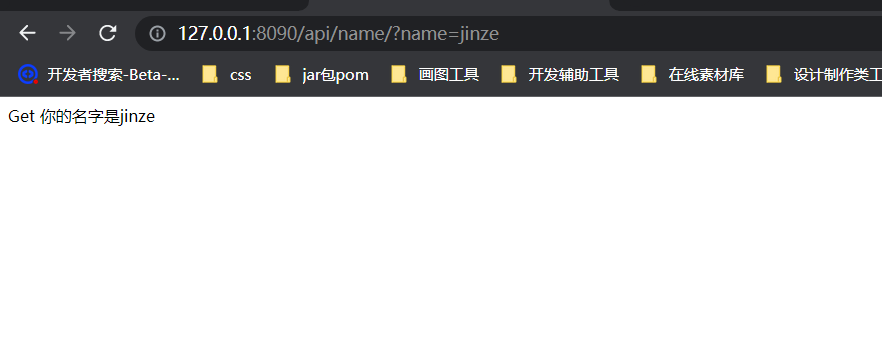 127.0.0.1:8090/api/name/?name=jinze
开发者搜索-Beta-... css jar包pom 画图工具 开发辅助工具 在线素材库 设计制作类工
Get 你的名字是jinze